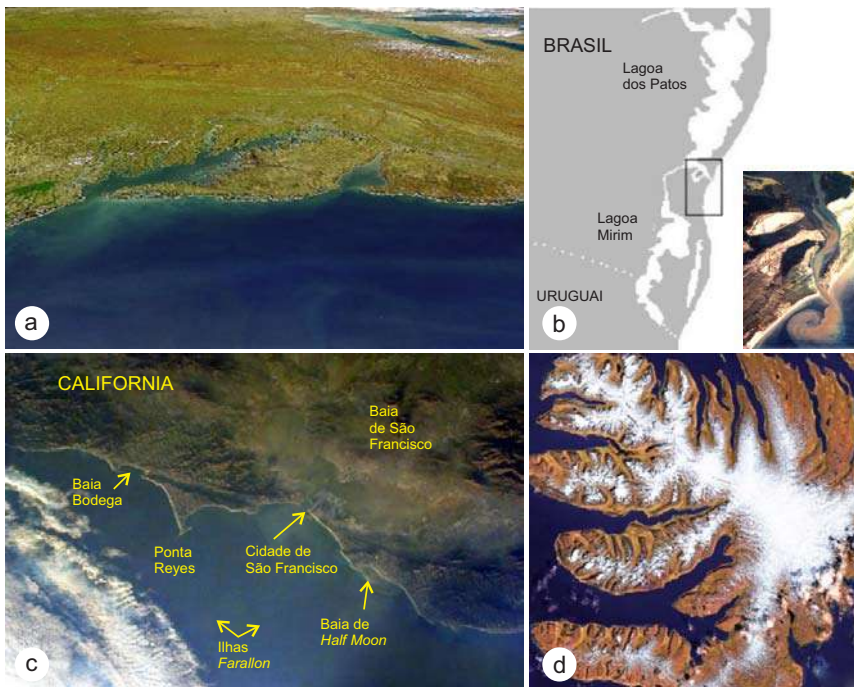 a
BRASIL
Lagoa
dos Patos
Lagoa
Mirim
URUGUAI
b
CALIFORNIA
Baia
de São
Francisco
Baia
Bodega
Ponta
Reyes
Cidade de
São Francisco
Ilhas
Farallon
Baia de
Half Moon
c
d